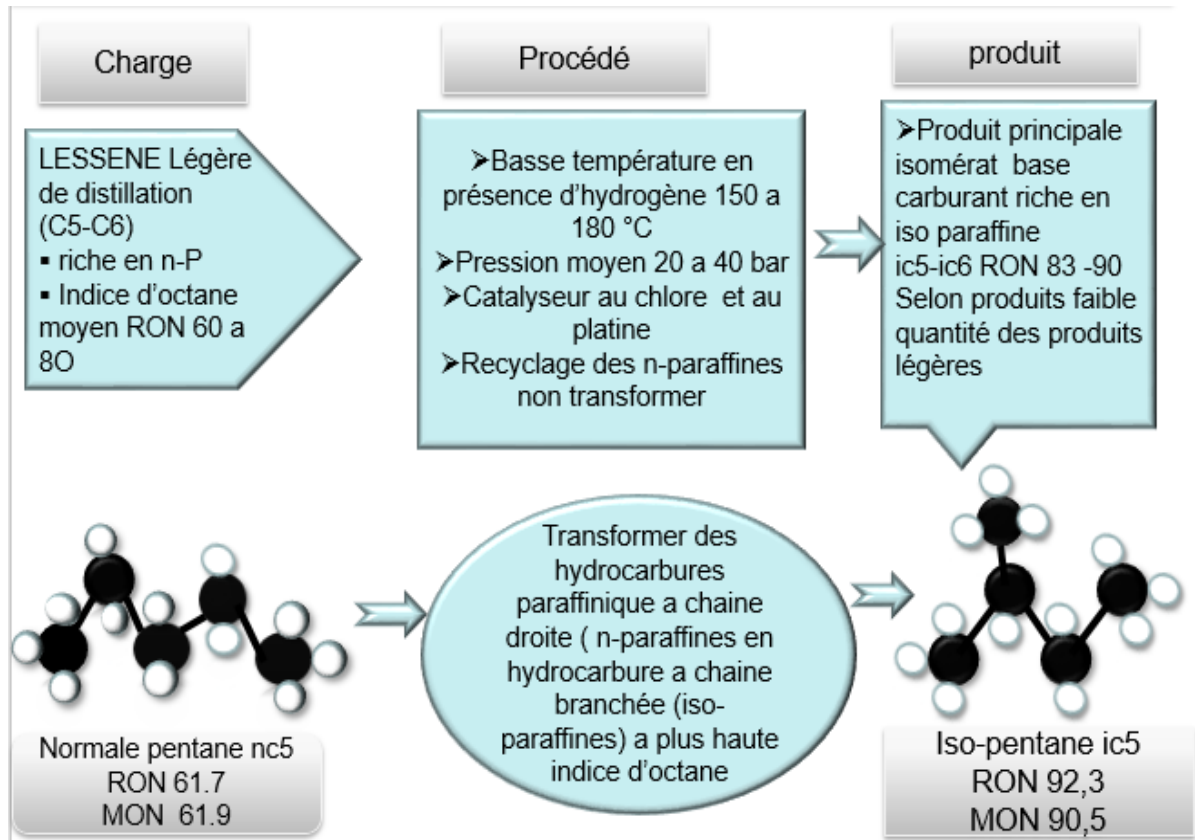 Charge
LESSENE Légère
de distillation
(C5-C6)
▪ riche en n-P
▪ Indice d’octane
moyen RON 60 a
8O
Procédé
➢Basse température en
présence d’hydrogène 150 a
180 °C
➢Pression moyen 20 a 40 bar
➢Catalyseur au chlore et au
platine
➢Recyclage des n-paraffines
non transformer
produit
➢Produit principale
isomérat base
carburant riche en
iso paraffine
ic5-ic6 RON 83 -90
Selon produits faible
quantité des produits
légères
Normale pentane nc5
RON 61.7
MON 61.9
Transformer des
hydrocarbures
paraffinique a chaine
droite ( n-paraffines en
hydrocarbure a chaine
branchée (iso-
paraffines) a plus haute
indice d’octane
Iso-pentane ic5
RON 92,3
MON 90,5